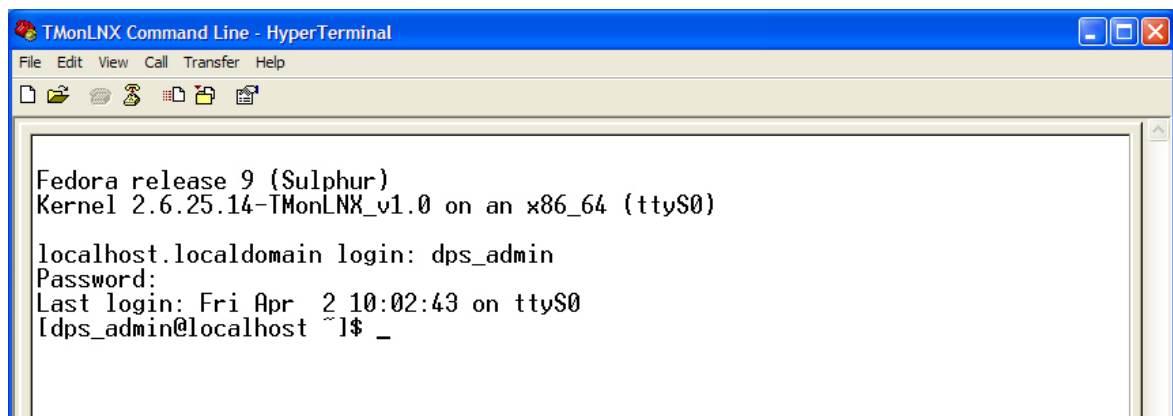 TMonLNX Command Line - HyperTerminal
File Edit View Call Transfer Help
Fedora release 9 (Sulphur)
Kernel 2.6.25.14-TMonLNX_v1.0 on an x86_64 (ttyS0)
localhost.localdomain login: dps_admin
Password:
Last login: Fri Apr  2 10:02:43 on ttyS0
[dps_admin@localhost ~]$ _